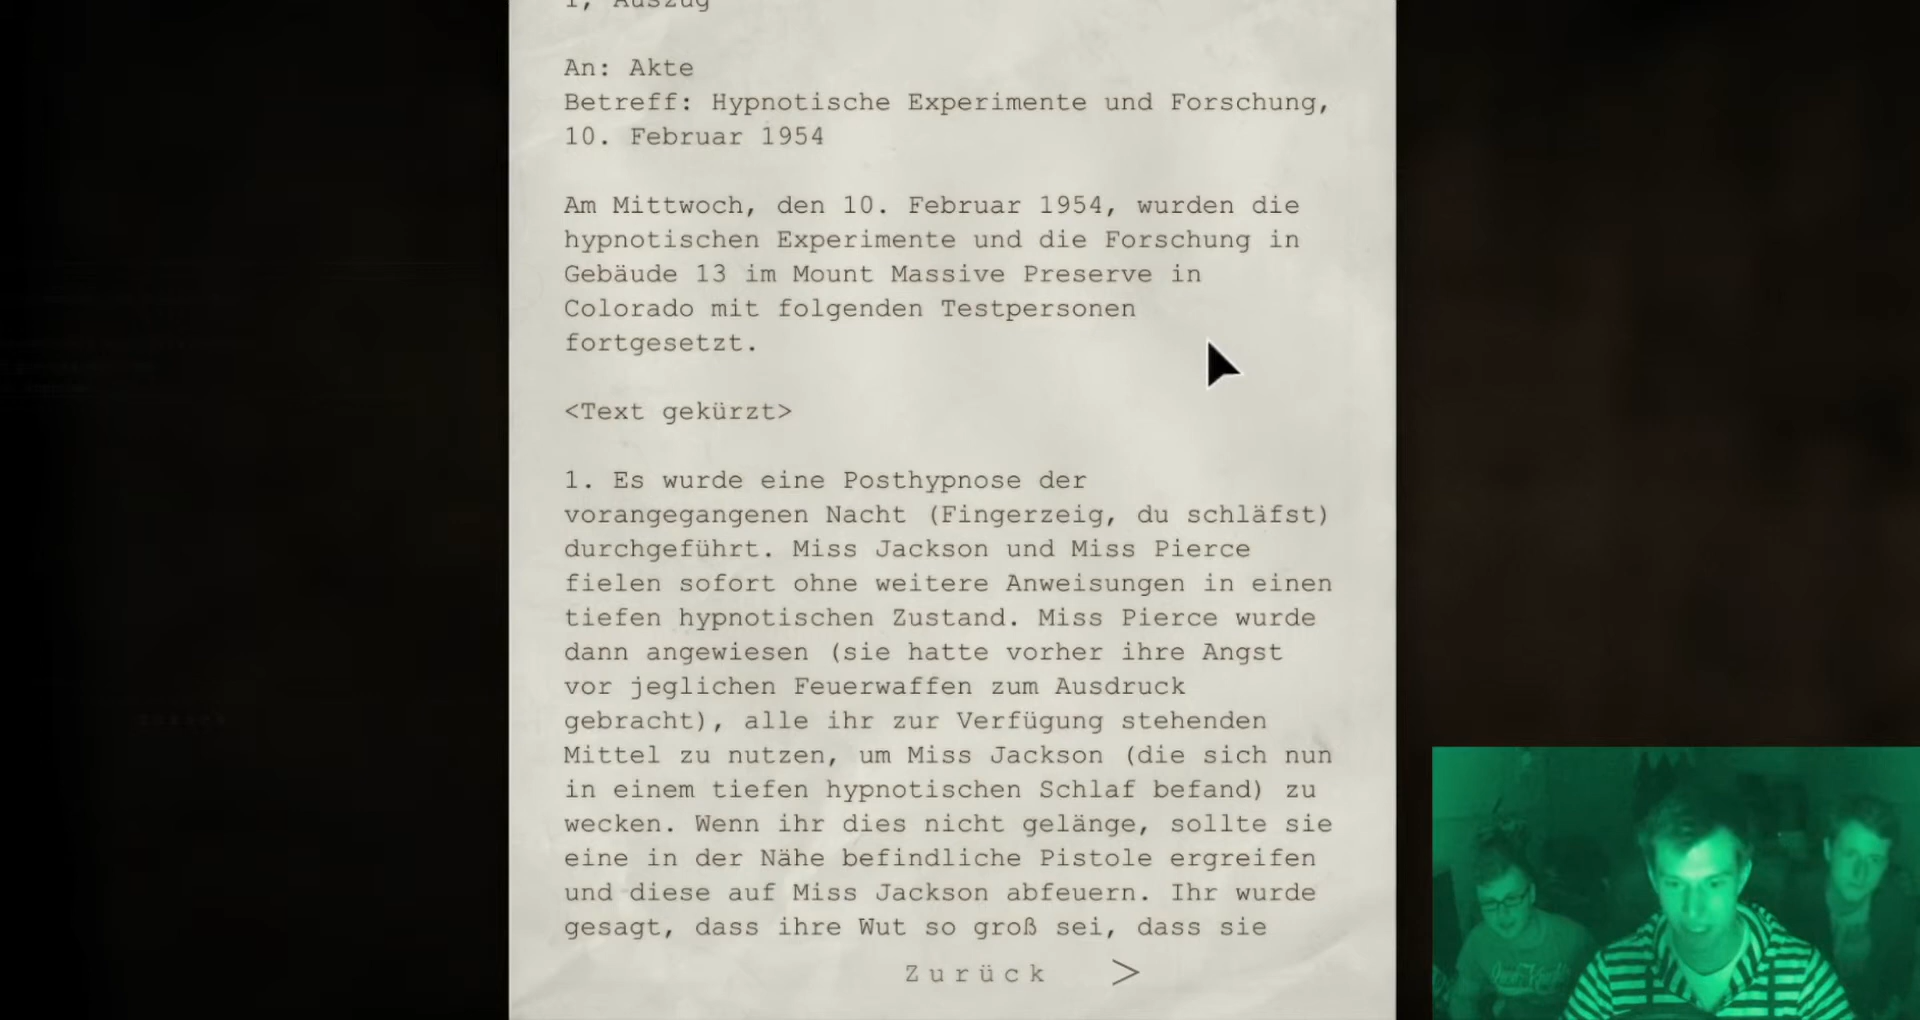 1, Auszug
An: Akte
Betreff: Hypnotische Experimente und Forschung,
10. Februar 1954
Am Mittwoch, den 10. Februar 1954, wurden die
hypnotischen Experimente und die Forschung in
Gebäude 13 im Mount Massive Preserve in
Colorado mit folgenden Testpersonen
fortgesetzt.
<Text gekürzt>
1. Es wurde eine Posthypnose der
vorangegangenen Nacht (Fingerzeig, du schläfst)
durchgeführt. Miss Jackson und Miss Pierce
fielen sofort ohne weitere Anweisungen in einen
tiefen hypnotischen Zustand. Miss Pierce wurde
dann angewiesen (sie hatte vorher ihre Angst
vor jeglichen Feuerwaffen zum Ausdruck
gebracht), alle ihr zur Verfügung stehenden
Mittel zu nutzen, um Miss Jackson (die sich nun
in einem tiefen hypnotischen Schlaf befand) zu
wecken. Wenn ihr dies nicht gelänge, sollte sie
eine in der Nähe befindliche Pistole ergreifen
und diese auf Miss Jackson abfeuern. Ihr wurde
gesagt, dass ihre Wut so groß sei, dass sie
Zurück >